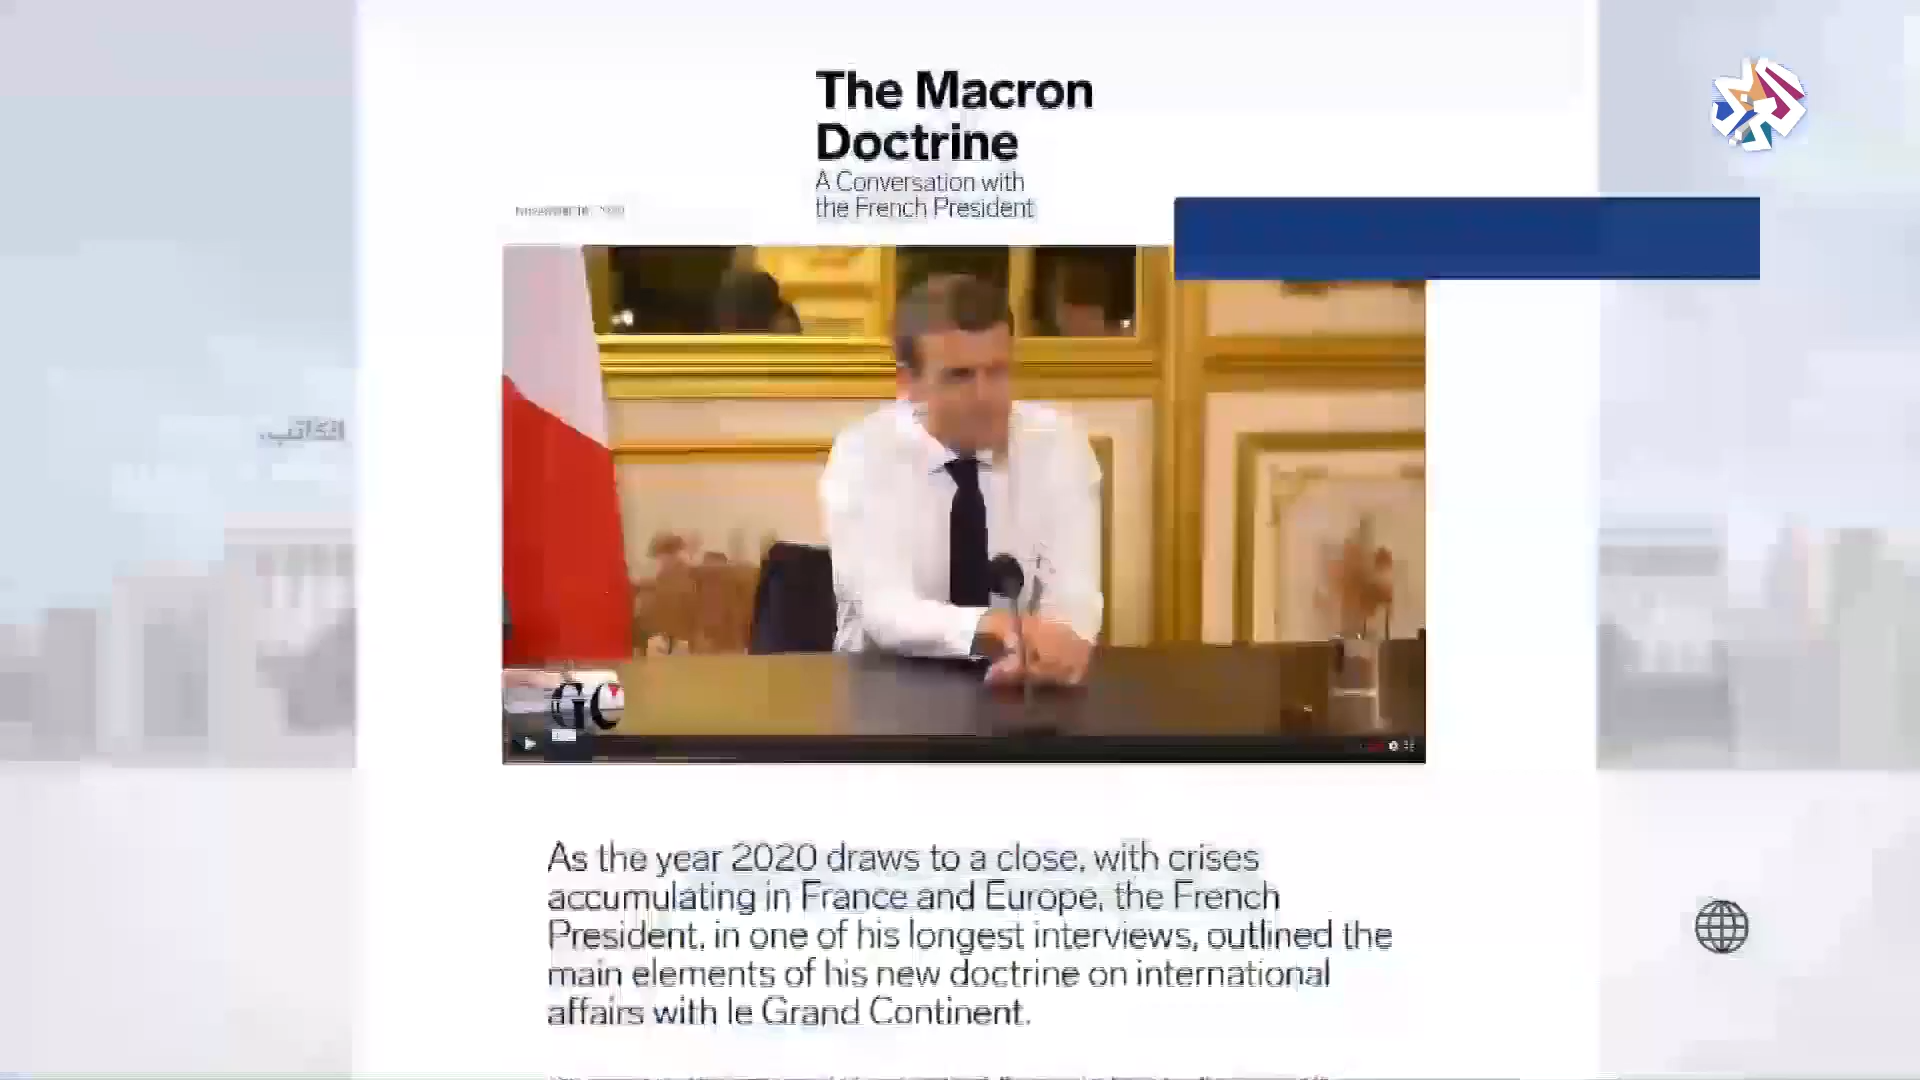 The Macron
Doctrine
A Conversation with
the French President
الكاتب،
GC
As the year 2020 draws to a close, with crises
accumulating in France and Europe, the French
President, in one of his longest interviews, outlined the
main elements of his new doctrine on international
affairs with le Grand Continent.